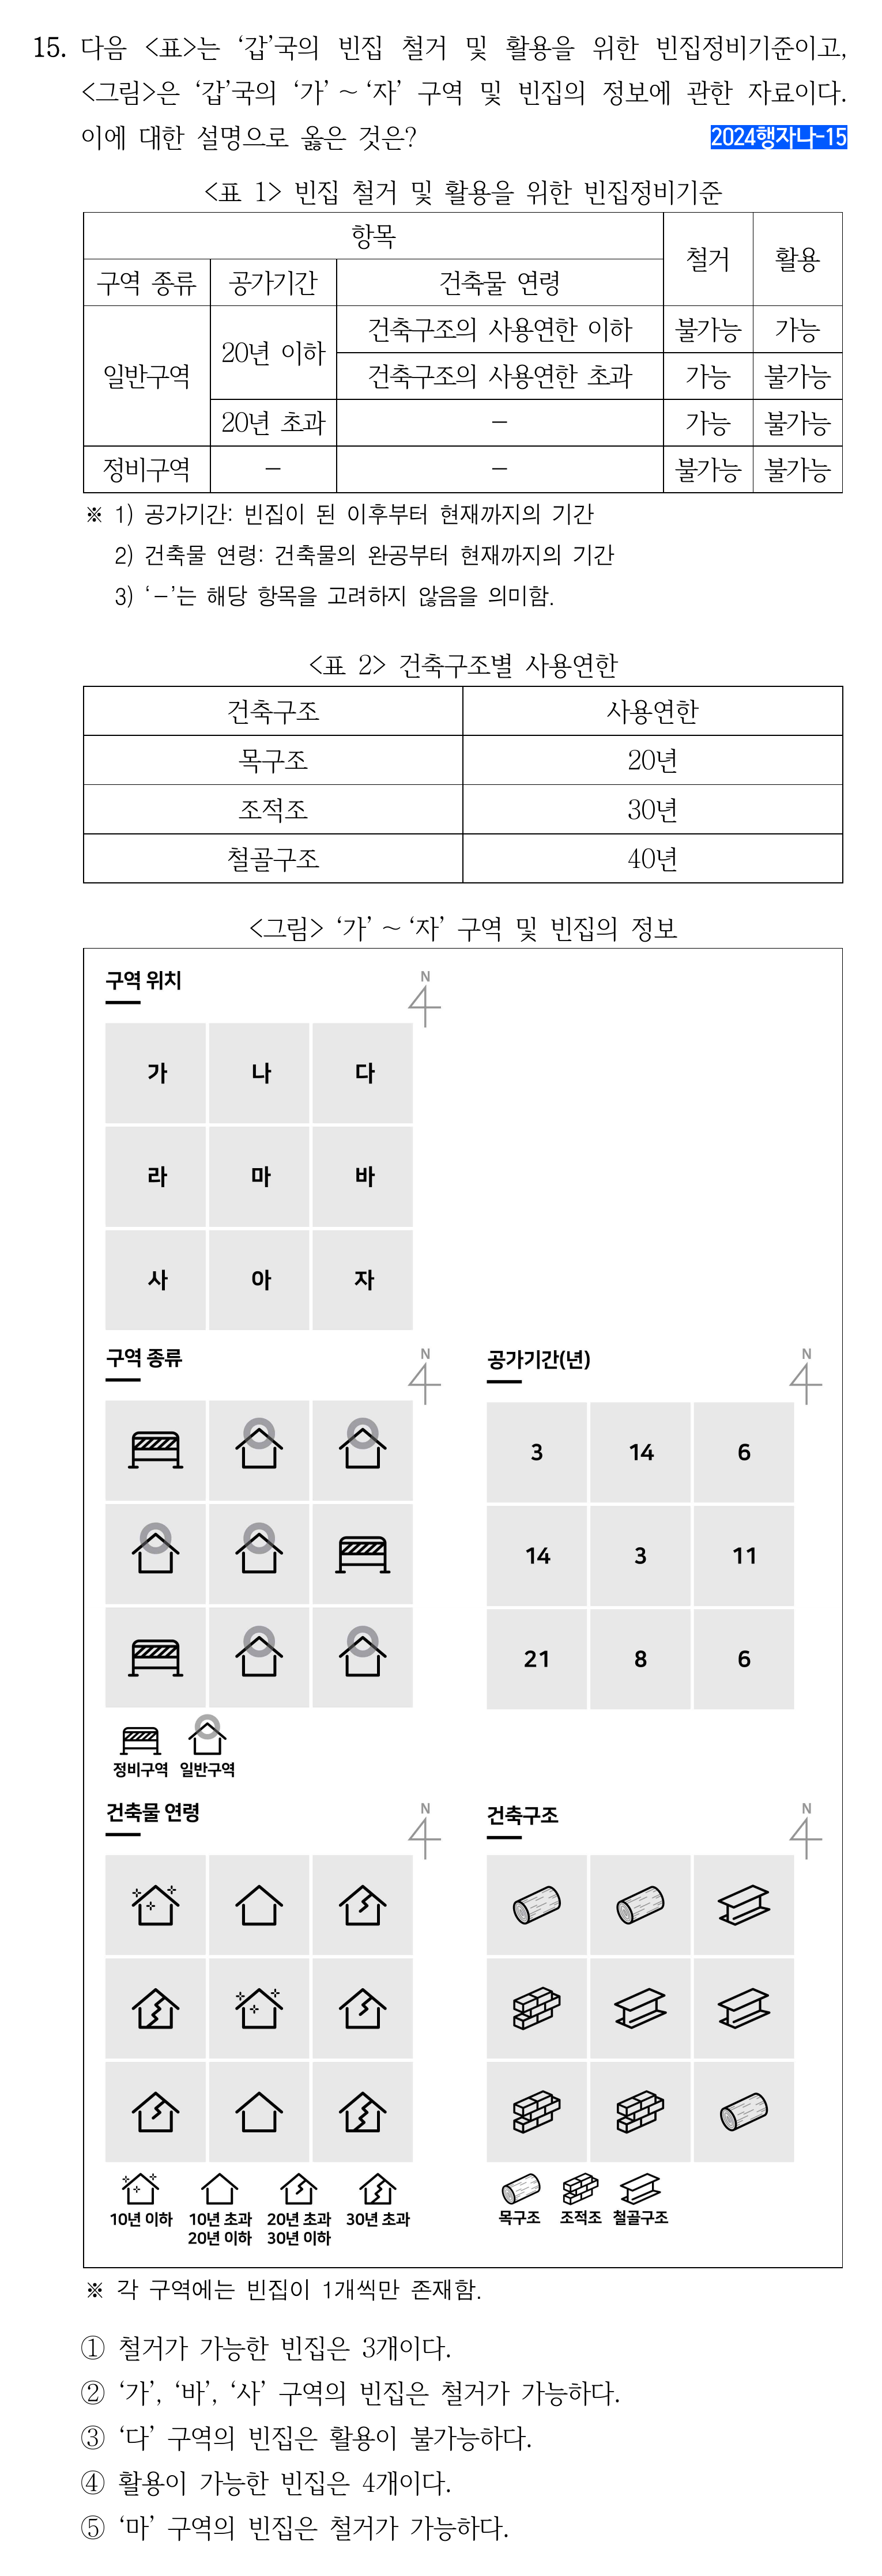 15. 다음 <표>는 ‘갑’국의 빈집 철거 및 활용을 위한 빈집정비기준이고,
<그림>은 ‘갑’국의 ‘가’~‘자’ 구역 및 빈집의 정보에 관한 자료이다.
이에 대한 설명으로 옳은 것은? 2024행자나-15
<표 1> 빈집 철거 및 활용을 위한 빈집정비기준
항목 철거 활용
구역 종류 공가기간 건축물 연령
일반구역 20년 이하 건축구조의 사용연한 이하 불가능 가능
건축구조의 사용연한 초과 가능 불가능
20년 초과 - 가능 불가능
정비구역 - - 불가능 불가능
※ 1) 공가기간: 빈집이 된 이후부터 현재까지의 기간
2) 건축물 연령: 건축물의 완공부터 현재까지의 기간
3) ‘-’는 해당 항목을 고려하지 않음을 의미함.
<표 2> 건축구조별 사용연한
건축구조 사용연한
목구조 20년
조적조 30년
철골구조 40년
<그림> ‘가’~‘자’ 구역 및 빈집의 정보
구역 위치 N
가 나 다
라 마 바
사 아 자
구역 종류 N
정비구역 일반구역
공가기간(년) N
3 14 6
14 3 11
21 8 6
건축물 연령 N
10년 이하 10년 초과 20년 초과 30년 초과
20년 이하 30년 이하
건축구조 N
목구조 조적조 철골구조
※ 각 구역에는 빈집이 1개씩만 존재함.
① 철거가 가능한 빈집은 3개이다.
② ‘가’, ‘바’, ‘사’ 구역의 빈집은 철거가 가능하다.
③ ‘다’ 구역의 빈집은 활용이 불가능하다.
④ 활용이 가능한 빈집은 4개이다.
⑤ ‘마’ 구역의 빈집은 철거가 가능하다.